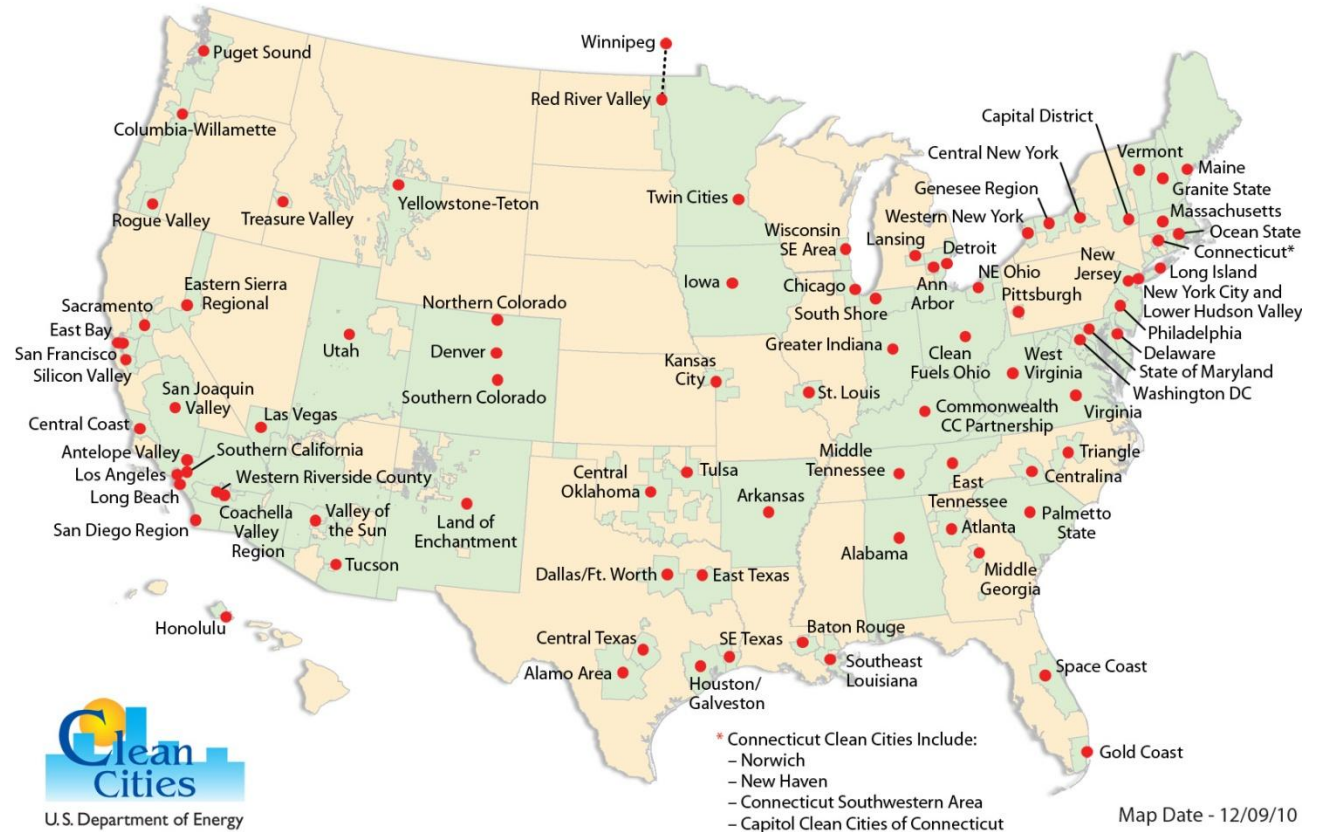 Puget Sound
Columbia-Willamette
Rogue Valley
Treasure Valley
Yellowstone-Teton
Winnipeg
Red River Valley
Twin Cities
Iowa
Wisconsin
SE Area
Chicago
South Shore
Lansing
Ann
Arbor
Detroit
Western New York
Genesee Region
Central New York
Capital District
Vermont
Maine
Granite State
Massachusetts
Ocean State
Connecticut*
Long Island
New
Jersey
New York City and
Lower Hudson Valley
Philadelphia
Delaware
State of Maryland
Washington DC
NE Ohio
Pittsburgh
Clean
Fuels Ohio
West
Virginia
Virginia
Greater Indiana
Commonwealth
CC Partnership
Sacramento
East Bay
San Francisco
Silicon Valley
Eastern Sierra
Regional
San Joaquin
Valley
Central Coast
Antelope Valley
Los Angeles
Long Beach
San Diego Region
Las Vegas
Southern California
Western Riverside County
Coachella
Valley
Region
Valley of
the Sun
Tucson
Utah
Northern Colorado
Denver
Southern Colorado
Land of
Enchantment
Kansas
City
St. Louis
Central
Oklahoma
Tulsa
Arkansas
Middle
Tennessee
East
Tennessee
Triangle
Centralina
Palmetto
State
Atlanta
Middle
Georgia
Alabama
Dallas/Ft. Worth
East Texas
Central Texas
Alamo Area
SE Texas
Houston/
Galveston
Baton Rouge
Southeast
Louisiana
Space Coast
Gold Coast
Honolulu
Clean
Cities
U.S. Department of Energy
* Connecticut Clean Cities Include:
– Norwich
– New Haven
– Connecticut Southwestern Area
– Capitol Clean Cities of Connecticut
Map Date - 12/09/10